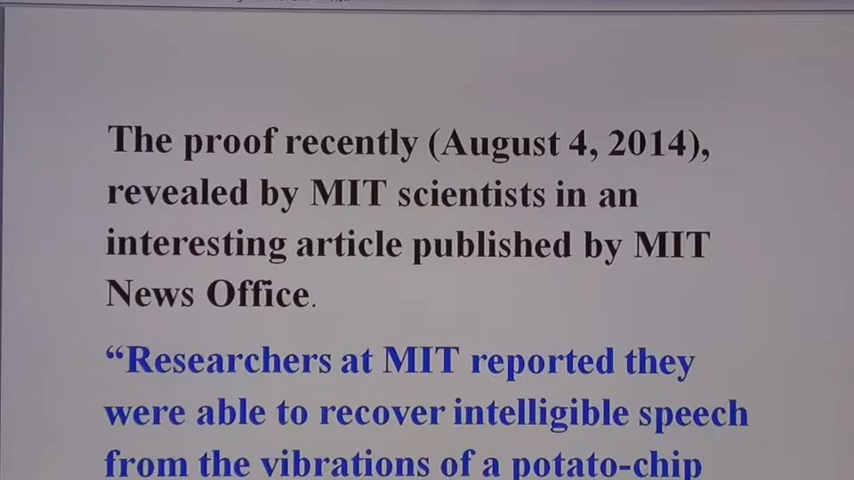 The proof recently (August 4, 2014),
revealed by MIT scientists in an
interesting article published by MIT
News Office.
“Researchers at MIT reported they
were able to recover intelligible speech
from the vibrations of a potato-chip